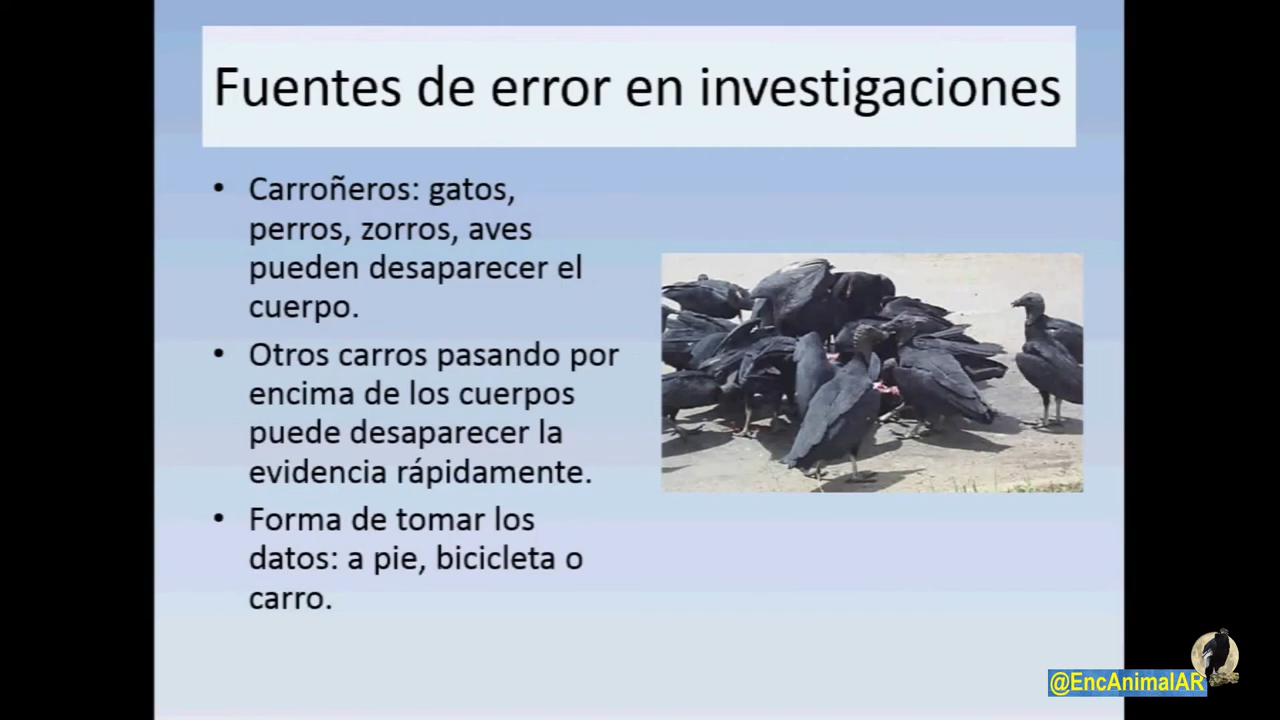 Fuentes de error en investigaciones
• Carroñeros: gatos,
perros, zorros, aves
pueden desaparecer el
cuerpo.
• Otros carros pasando por
encima de los cuerpos
puede desaparecer la
evidencia rápidamente.
• Forma de tomar los
datos: a pie, bicicleta o
carro.
@EncAnimalAR